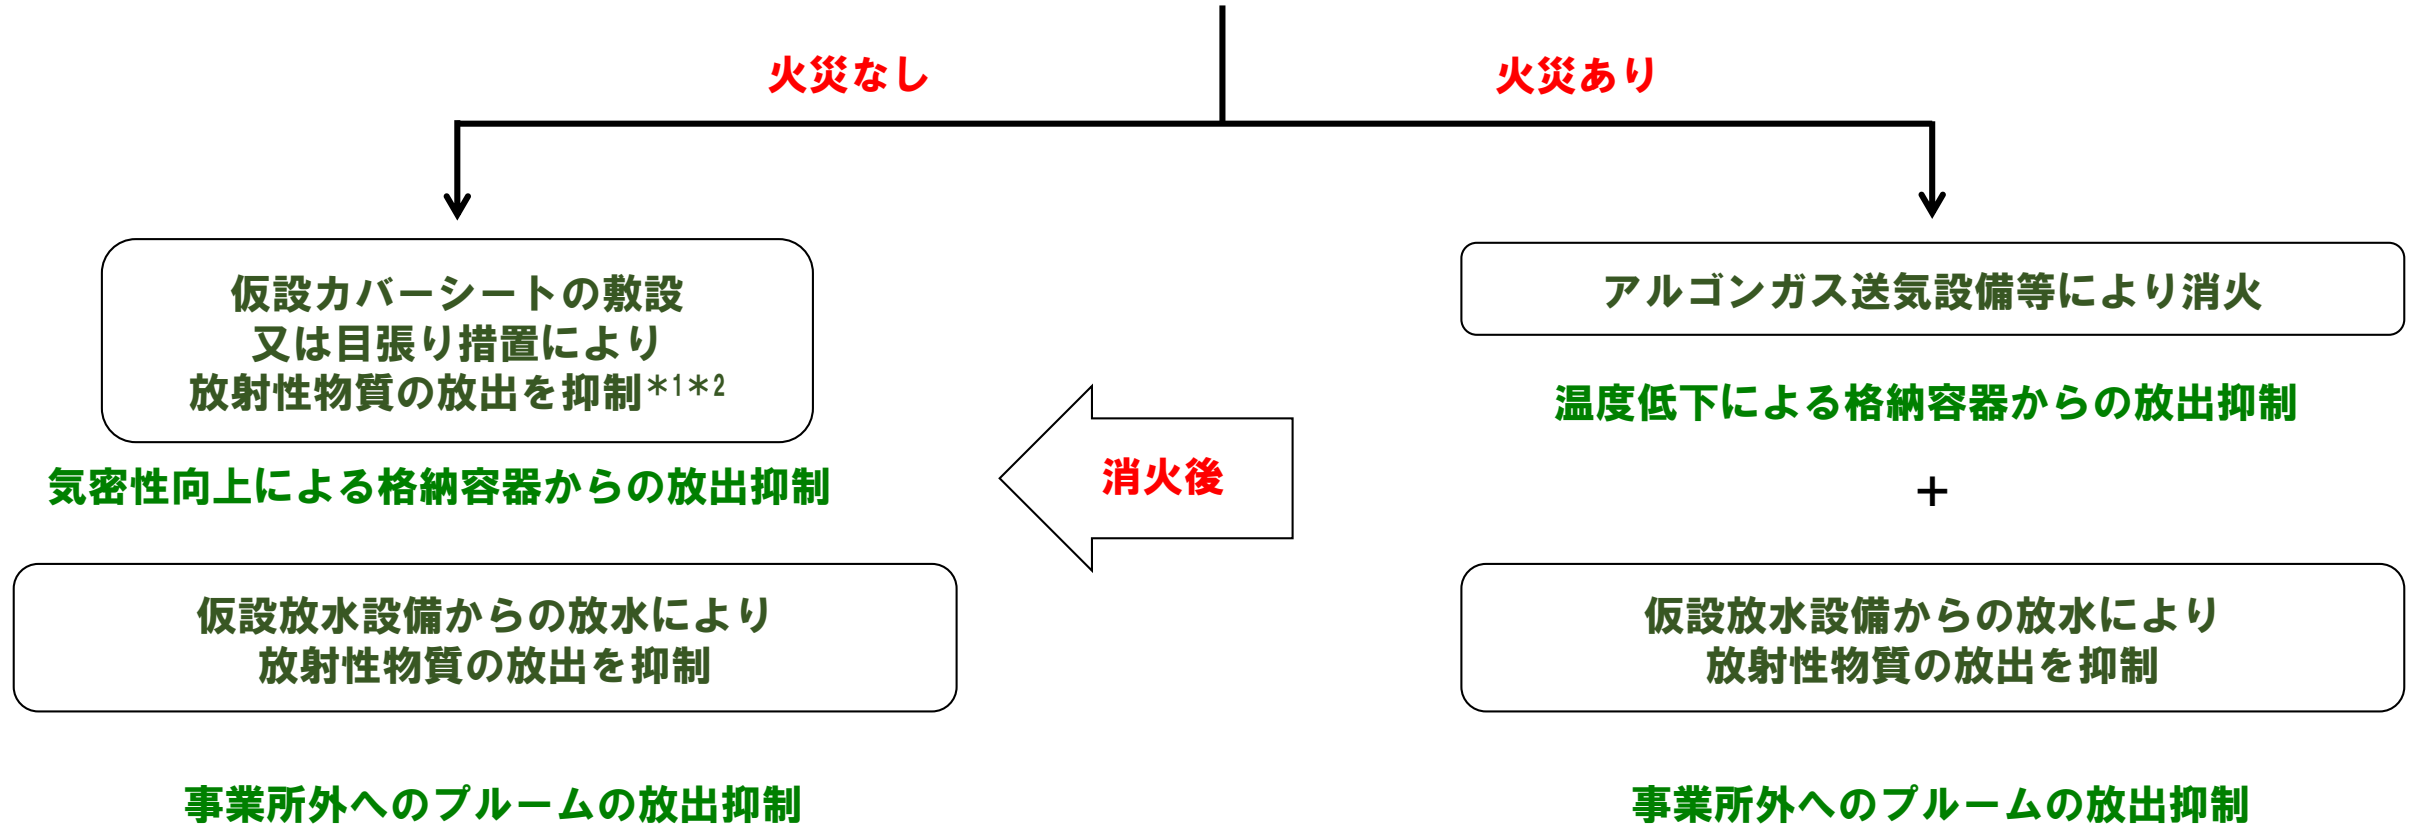 火災なし
火災あり
仮設カバーシートの敷設
又は目張り措置により
放射性物質の放出を抑制*1*2
気密性向上による格納容器からの放出抑制
仮設放水設備からの放水により
放射性物質の放出を抑制
事業所外へのプルームの放出抑制
消火後
アルゴンガス送気設備等により消火
温度低下による格納容器からの放出抑制
+
仮設放水設備からの放水により
放射性物質の放出を抑制
事業所外へのプルームの放出抑制